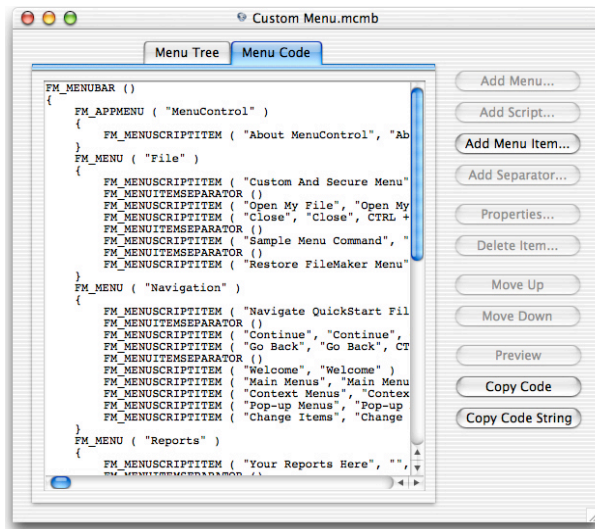 Custom Menu.mcmb
Menu Tree
Menu Code
FM_MENUBAR ()
{
FM_APPMENU ( "MenuControl" )
{
FM_MENUSCRIPTITEM ( "About MenuControl", "Ab
}
FM_MENU ( "File" )
{
FM_MENUSCRIPTITEM ( "Custom And Secure Menu"
FM_MENUITEMSEPARATOR ()
FM_MENUSCRIPTITEM ( "Open My File", "Open My
FM_MENUSCRIPTITEM ( "Close", "Close", CTRL +
FM_MENUITEMSEPARATOR ()
FM_MENUSCRIPTITEM ( "Sample Menu Command", "
FM_MENUITEMSEPARATOR ()
FM_MENUSCRIPTITEM ( "Restore FileMaker Menu"
}
FM_MENU ( "Navigation" )
{
FM_MENUSCRIPTITEM ( "Navigate QuickStart Fil
FM_MENUITEMSEPARATOR ()
FM_MENUSCRIPTITEM ( "Continue", "Continue",
FM_MENUSCRIPTITEM ( "Go Back", "Go Back", CT
FM_MENUITEMSEPARATOR ()
FM_MENUSCRIPTITEM ( "Welcome", "Welcome" )
FM_MENUSCRIPTITEM ( "Main Menus", "Main Menu
FM_MENUSCRIPTITEM ( "Context Menus", "Contex
FM_MENUSCRIPTITEM ( "Pop-up Menus", "Pop-up
FM_MENUSCRIPTITEM ( "Change Items", "Change
}
FM_MENU ( "Reports" )
{
FM_MENUSCRIPTITEM ( "Your Reports Here", "",
FM_MENUITEMSEPARATOR ()
Add Menu...
Add Script...
Add Menu Item...
Add Separator...
Properties...
Delete Item...
Move Up
Move Down
Preview
Copy Code
Copy Code String